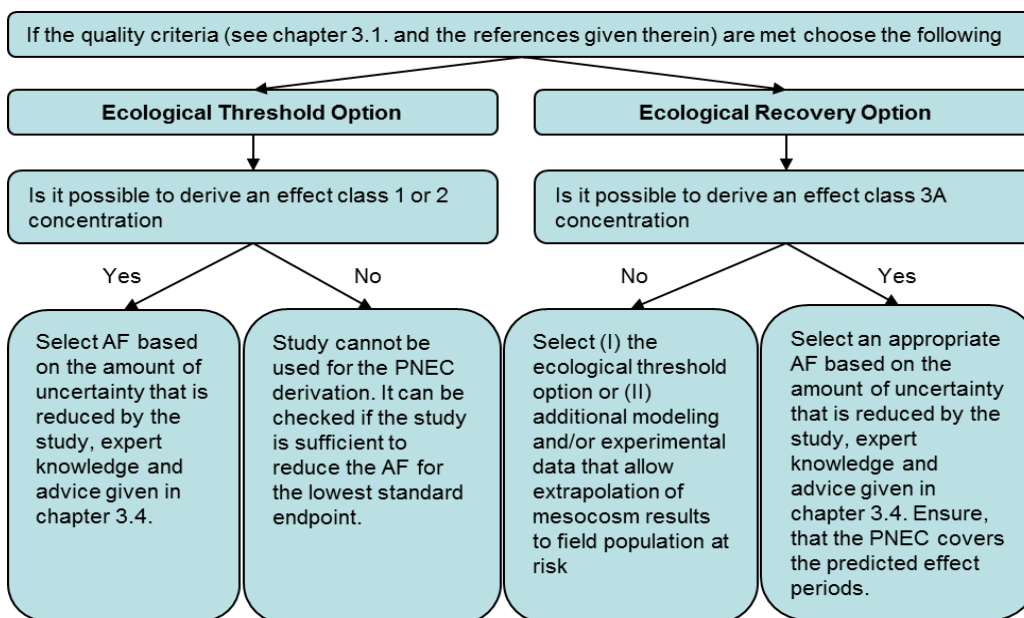 If the quality criteria (see chapter 3.1. and the references given therein) are met choose the following
Ecological Threshold Option
Ecological Recovery Option
Is it possible to derive an effect class 1 or 2
concentration
Is it possible to derive an effect class 3A
concentration
Yes
No
No
Yes
Select AF based
on the amount of
uncertainty that is
reduced by the
study, expert
knowledge and
advice given in
chapter 3.4.
Study cannot be
used for the PNEC
derivation. It can be
checked if the study
is sufficient to
reduce the AF for
the lowest standard
endpoint.
Select (I) the
ecological threshold
option or (II)
additional modeling
and/or experimental
data that allow
extrapolation of
mesocosm results
to field population at
risk
Select an appropriate
AF based on the
amount of uncertainty
that is reduced by the
study, expert
knowledge and
advice given in
chapter 3.4. Ensure,
that the PNEC covers
the predicted effect
periods.